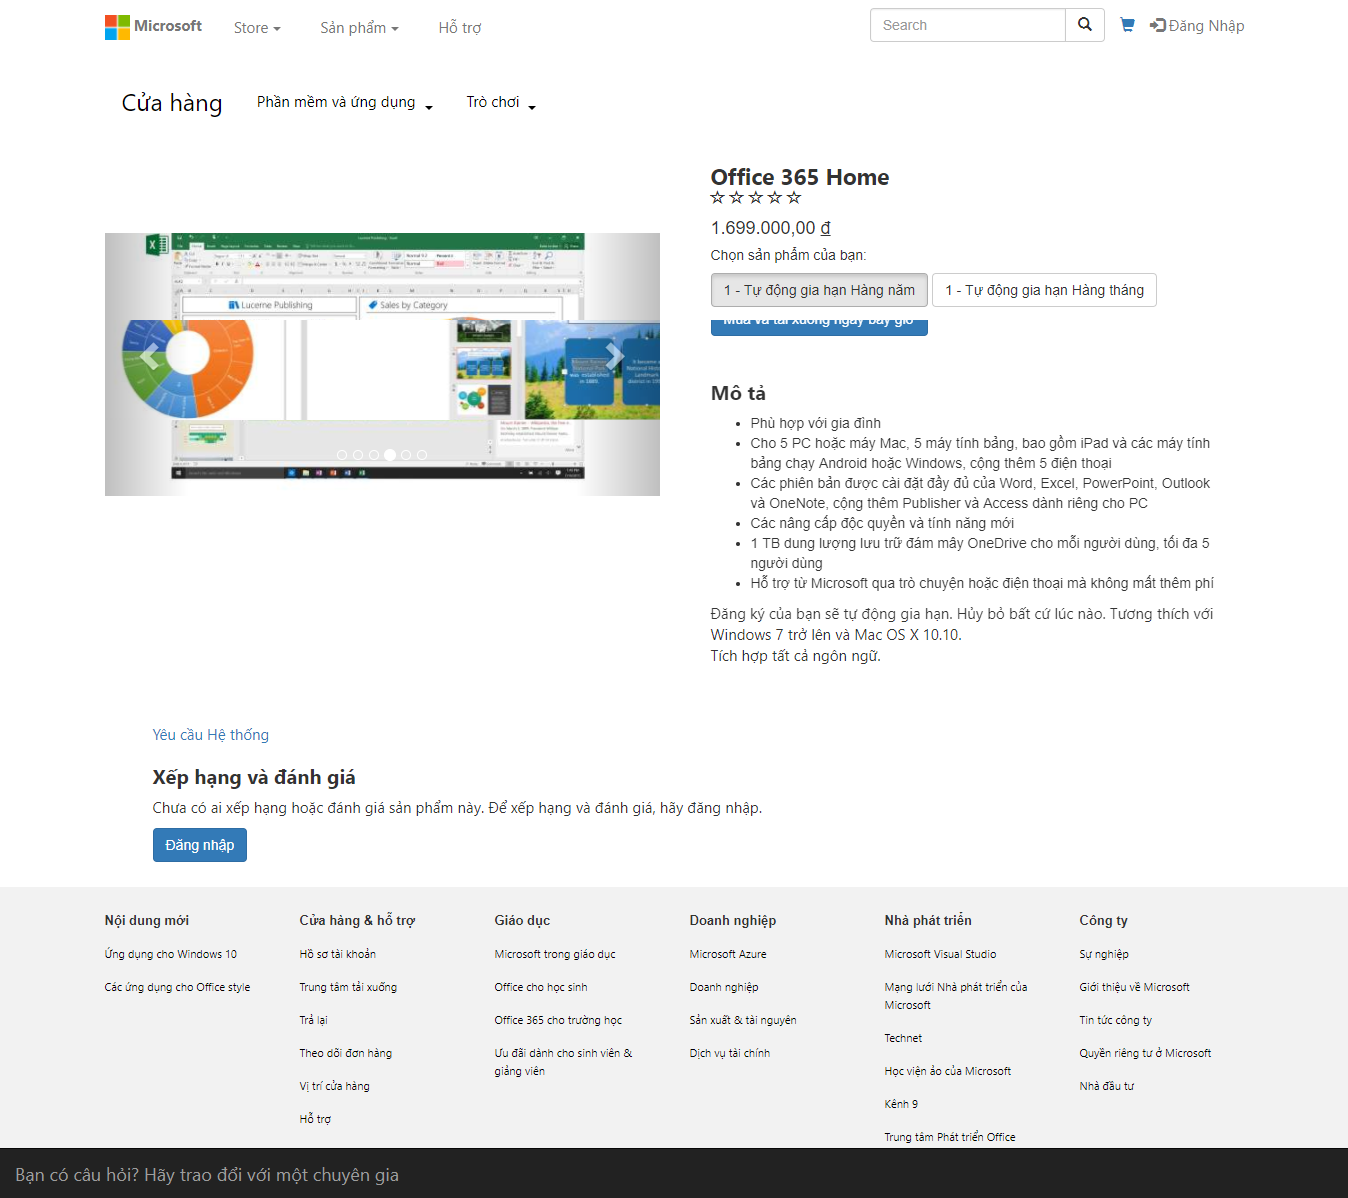 Microsoft
Store
Sản phẩm
Hỗ trợ
Search
Đăng Nhập
Cửa hàng
Phần mềm và ứng dụng
Trò chơi
Lucerne Publishing
Sales by Category
Office 365 Home
1.699.000,00 ₫
Chọn sản phẩm của bạn:
1 - Tự động gia hạn Hàng năm
1 - Tự động gia hạn Hàng tháng
Mua và tải xuống ngay bây giờ
Mô tả
Phù hợp với gia đình
Cho 5 PC hoặc máy Mac, 5 máy tính bảng, bao gồm iPad và các máy tính
bảng chạy Android hoặc Windows, cộng thêm 5 điện thoại
Các phiên bản được cài đặt đầy đủ của Word, Excel, PowerPoint, Outlook
và OneNote, cộng thêm Publisher và Access dành riêng cho PC
Các nâng cấp độc quyền và tính năng mới
1 TB dung lượng lưu trữ đám mây OneDrive cho mỗi người dùng, tối đa 5
người dùng
Hỗ trợ từ Microsoft qua trò chuyện hoặc điện thoại mà không mất thêm phí
Đăng ký của bạn sẽ tự động gia hạn. Hủy bỏ bất cứ lúc nào. Tương thích với
Windows 7 trở lên và Mac OS X 10.10.
Tích hợp tất cả ngôn ngữ.
Yêu cầu Hệ thống
Xếp hạng và đánh giá
Chưa có ai xếp hạng hoặc đánh giá sản phẩm này. Để xếp hạng và đánh giá, hãy đăng nhập.
Đăng nhập
Nội dung mới
Ứng dụng cho Windows 10
Các ứng dụng cho Office style
Cửa hàng & hỗ trợ
Hồ sơ tài khoản
Trung tâm tải xuống
Trả lại
Theo dõi đơn hàng
Vị trí cửa hàng
Hỗ trợ
Giáo dục
Microsoft trong giáo dục
Office cho học sinh
Office 365 cho trường học
Ưu đãi dành cho sinh viên &
giảng viên
Doanh nghiệp
Microsoft Azure
Doanh nghiệp
Sản xuất & tài nguyên
Dịch vụ tài chính
Nhà phát triển
Microsoft Visual Studio
Mạng lưới Nhà phát triển của
Microsoft
Technet
Học viện ảo của Microsoft
Kênh 9
Trung tâm Phát triển Office
Công ty
Sự nghiệp
Giới thiệu về Microsoft
Tin tức công ty
Quyền riêng tư ở Microsoft
Nhà đầu tư
Bạn có câu hỏi? Hãy trao đổi với một chuyên gia